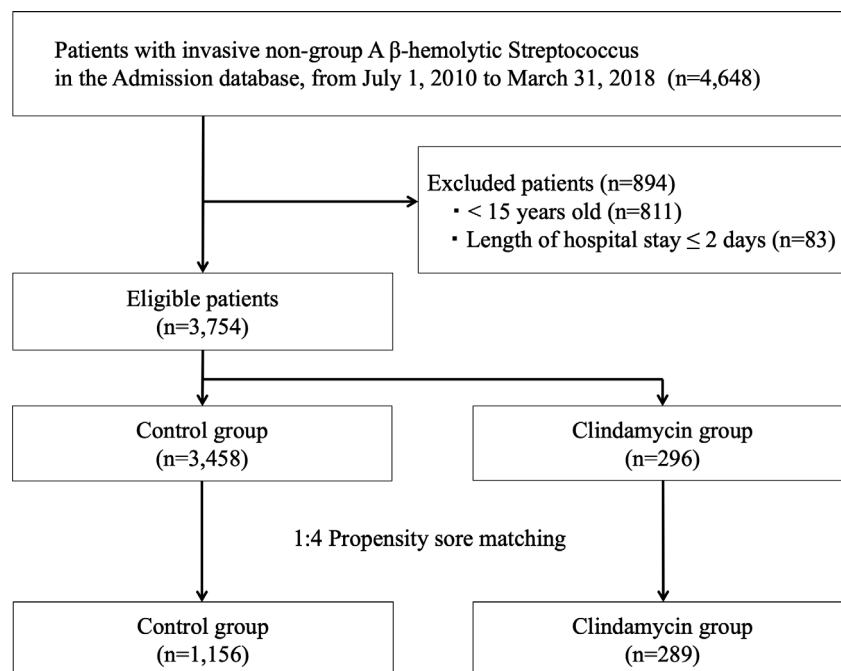 Patients with invasive non-group A β-hemolytic Streptococcus
in the Admission database, from July 1, 2010 to March 31, 2018 (n=4,648)
Excluded patients (n=894)
・< 15 years old (n=811)
・Length of hospital stay ≤ 2 days (n=83)
Eligible patients
(n=3,754)
Control group
(n=3,458)
Clindamycin group
(n=296)
1:4 Propensity sore matching
Control group
(n=1,156)
Clindamycin group
(n=289)